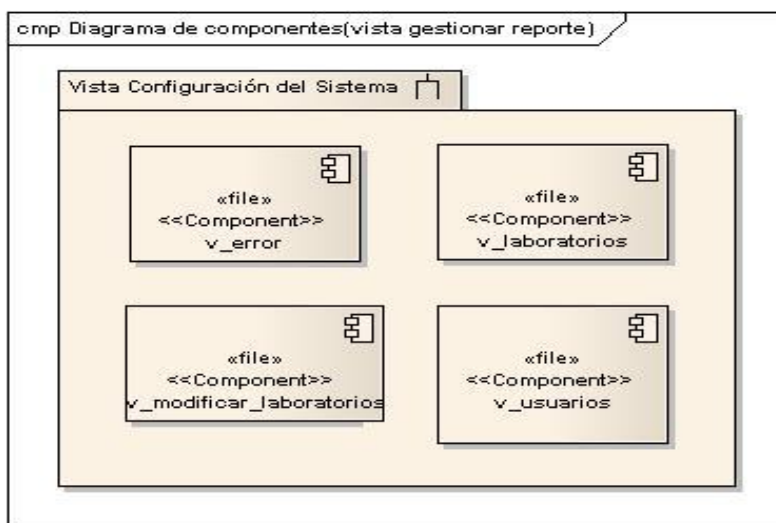 cmp Diagrama de componentes(vista gestionar reporte)
Vista Configuración del Sistema
«file»
<<Component>>
v_error
«file»
<<Component>>
v_laboratorios
«file»
<<Component>>
v_modificar_laboratorios
«file»
<<Component>>
v_usuarios